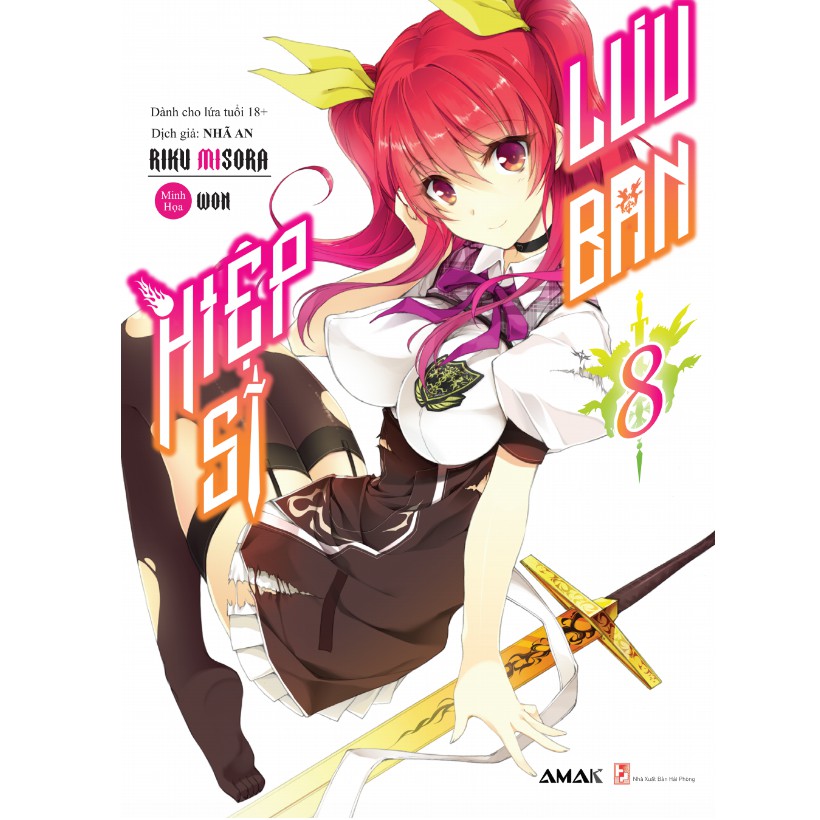 Dành cho lứa tuổi 18+
Dịch giả: NHÃ AN
RIKU MISORA
Minh
Họa
WON
HIỆP
SĨ
LƯU
BAN
8
AMAK
Nhà Xuất Bản Hải Phòng